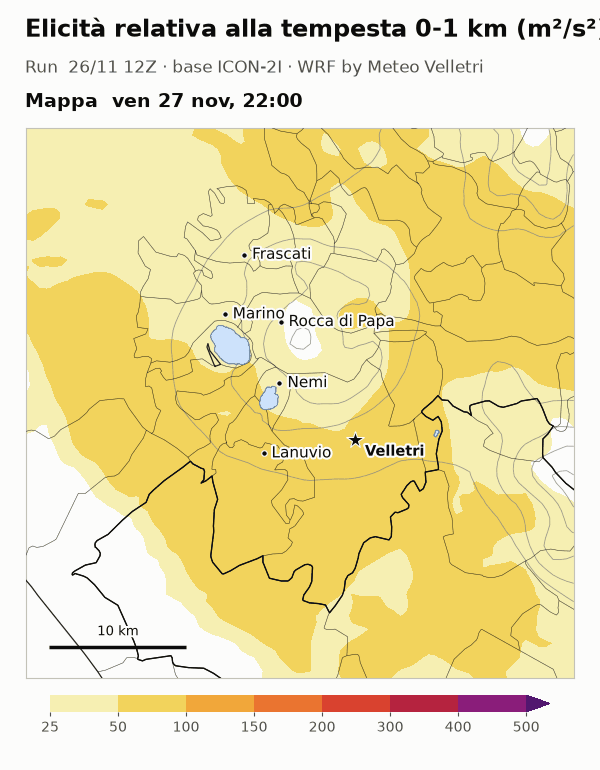 Elicità relativa alla tempesta 0-1 km (m²/s²)
Run  26/11 12Z · base ICON-2I · WRF by Meteo Velletri
Mappa  ven 27 nov, 22:00
Frascati
Marino
Rocca di Papa
Nemi
Velletri
Lanuvio
10 km
25 50 100 150 200 300 400 500